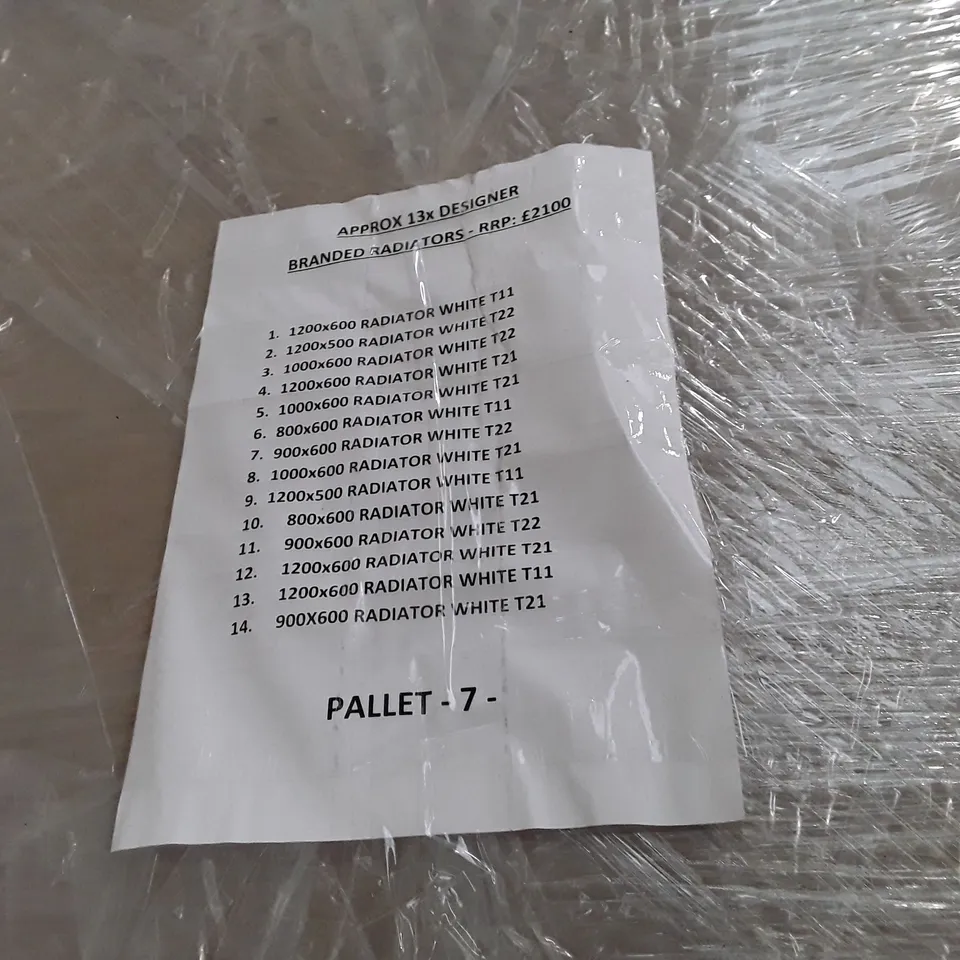 APPROX 13x DESIGNER
BRANDED RADIATORS - RRP: £2100
1. 1200x600 RADIATOR WHITE T11
2. 1200x500 RADIATOR WHITE T22
3. 1000x600 RADIATOR WHITE T22
4. 1200x600 RADIATOR WHITE T21
5. 1000x600 RADIATOR WHITE T21
6. 800x600 RADIATOR WHITE T11
7. 900x600 RADIATOR WHITE T22
8. 1000x600 RADIATOR WHITE T21
9. 1200x500 RADIATOR WHITE T11
10. 800x600 RADIATOR WHITE T21
11. 900x600 RADIATOR WHITE T22
12. 1200x600 RADIATOR WHITE T21
13. 1200x600 RADIATOR WHITE T11
14. 900X600 RADIATOR WHITE T21
PALLET - 7 -